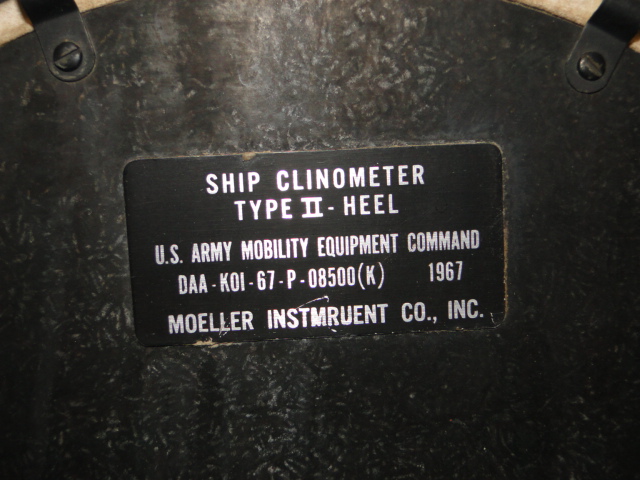 SHIP CLINOMETER
TYPE II - HEEL
U.S. ARMY MOBILITY EQUIPMENT COMMAND
DAA-K01-67-P-08500(K) 1967
MOELLER INSTMRUENT CO., INC.